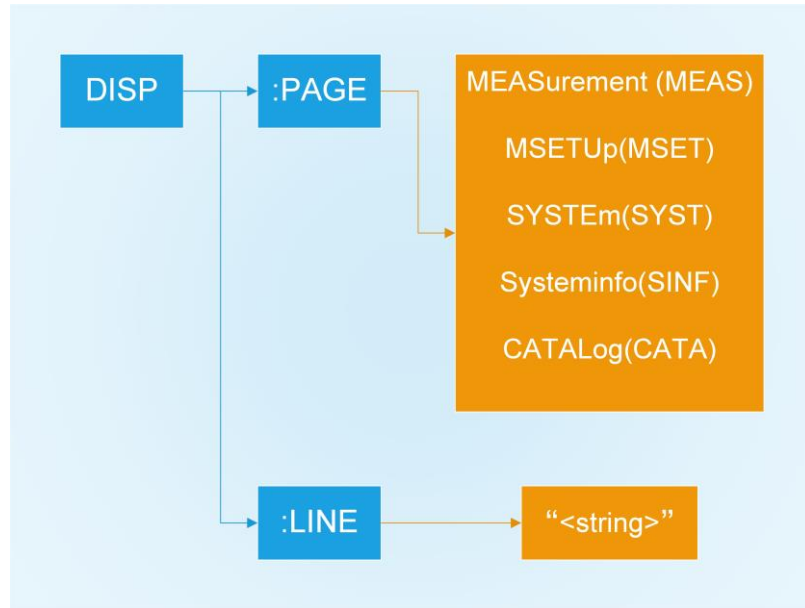 DISP
:PAGE
MEASurement (MEAS)
MSETUp(MSET)
SYSTEm(SYST)
Systeminfo(SINF)
CATALog(CATA)
:LINE
“<string>”